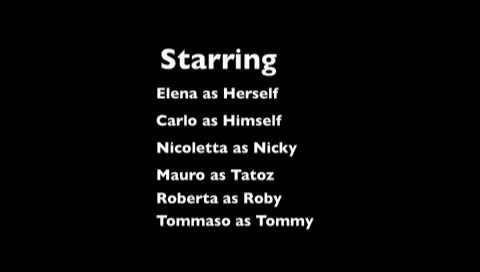 Starring
Elena as Herself
Carlo as Himself
Nicoletta as Nicky
Mauro as Tatoz
Roberta as Roby
Tommaso as Tommy